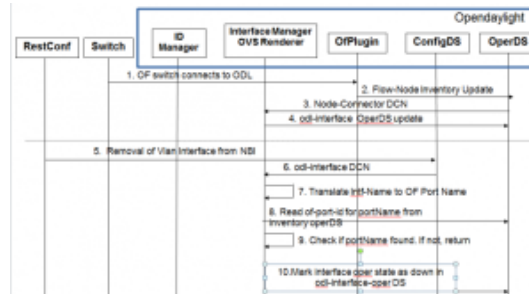 Opendaylight
RestConf
Switch
ID
Manager
Interface Manager
OVS Renderer
OfPlugin
ConfigDS
OperDS
1. OF switch connects to ODL
2. Flow-Node Inventory Update
3. Node-Connector DCN
4. odl-interface OperDS update
5. Removal of Vlan Interface from NBI
6. odl-interface DCN
7. Translate Intf-Name to OF Port Name
8. Read of-port-id for portName from
Inventory operDS
9. Check if portName found. If not, return
10.Mark Interface oper state as down in
odl-interface-oper DS